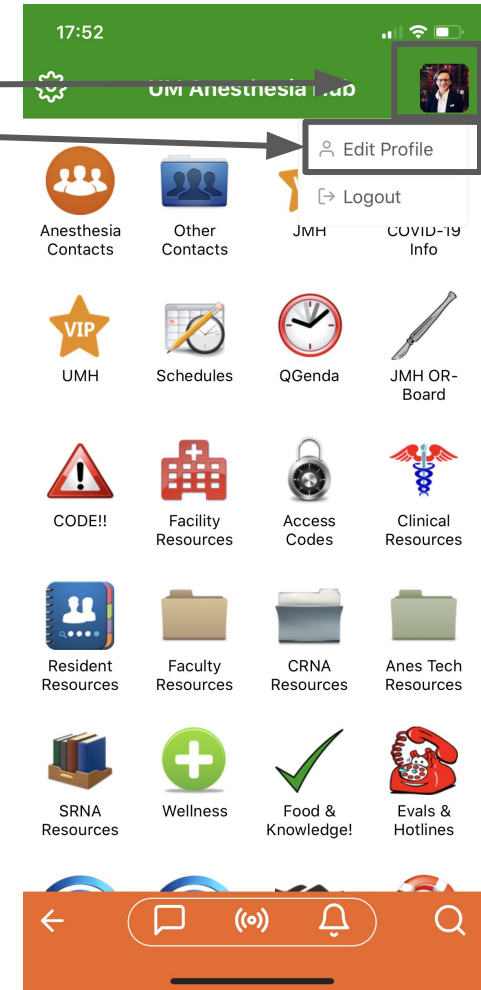 17:52
UM Anesthesia Hub
Edit Profile
Logout
Anesthesia Contacts
Other Contacts
JMH
COVID-19 Info
VIP
UMH
Schedules
QGenda
JMH OR-Board
CODE!!
Facility Resources
Access Codes
Clinical Resources
Resident Resources
Faculty Resources
CRNA Resources
Anes Tech Resources
SRNA Resources
Wellness
Food & Knowledge!
Evals & Hotlines